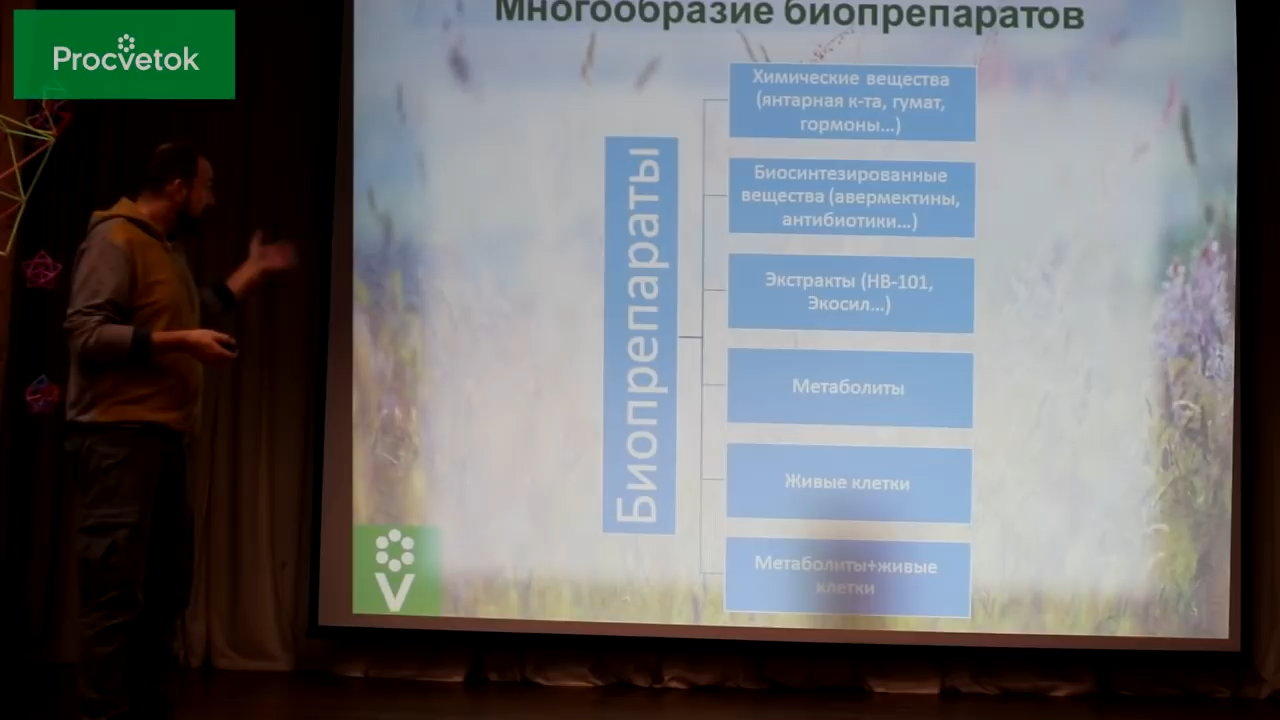 Procvetok
Многообразие биопрепаратов
Биопрепараты
Химические вещества
(янтарная к-та, гумат,
гормоны...)
Биосинтезированные
вещества (авермектины,
антибиотики...)
Экстракты (НВ-101,
Экосил...)
Метаболиты
Живые клетки
Метаболиты+живые
клетки
V